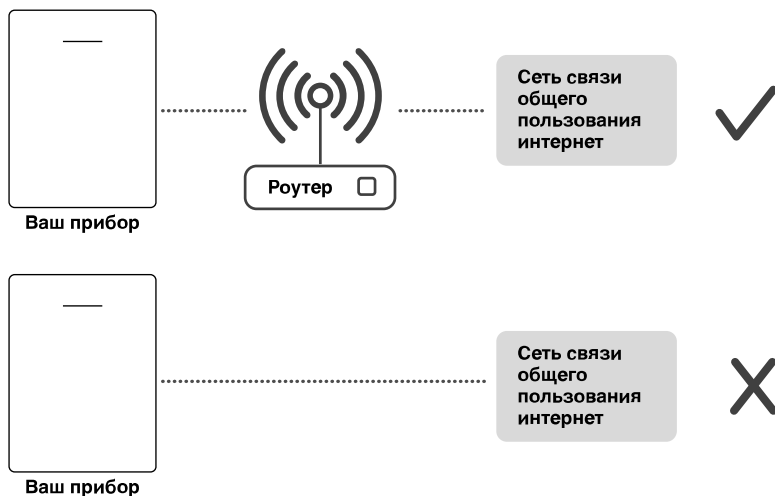 Сеть связи
общего
пользования
интернет
Роутер
Ваш прибор
Сеть связи
общего
пользования
интернет
Ваш прибор